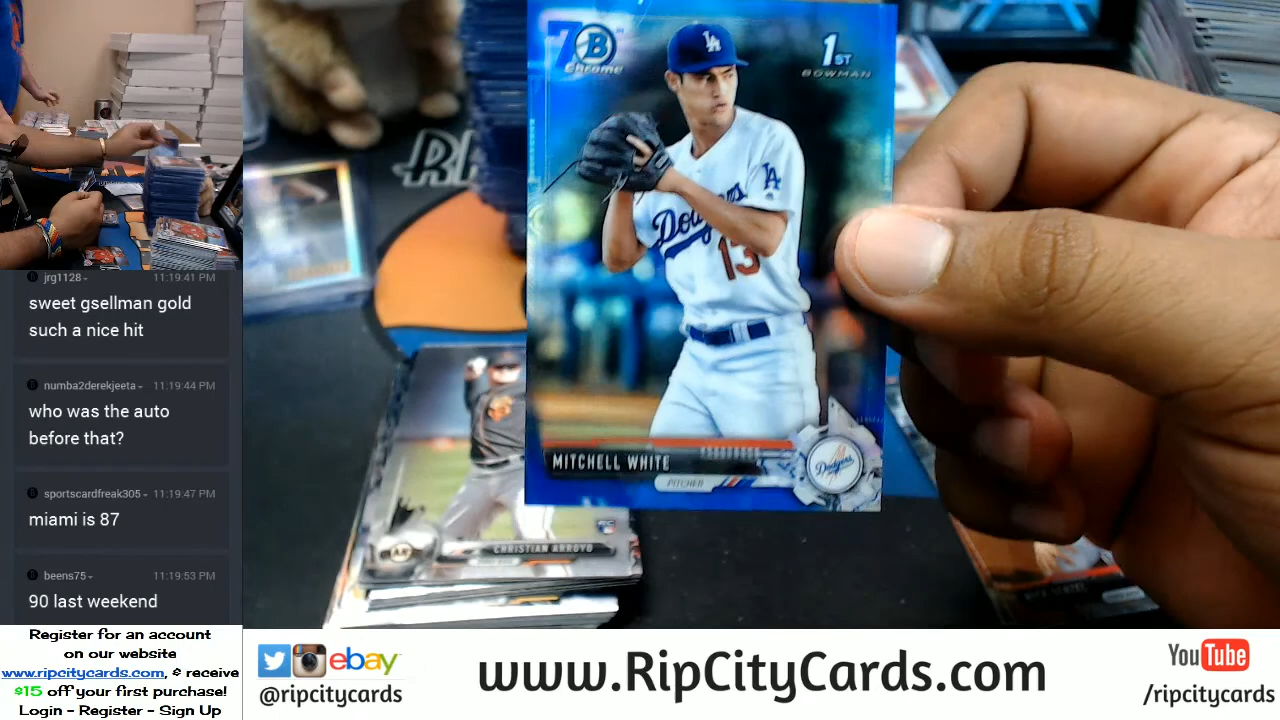 jrg1128
11:19:41 PM
sweet gsellman gold
such a nice hit
numba2derekjeeta
11:19:44 PM
who was the auto
before that?
sportscardfreak305
11:19:47 PM
miami is 87
beens75
11:19:53 PM
90 last weekend
Register for an account
on our website
www.ripcitycards.com, & receive
$15 off your first purchase!
Login - Register - Sign Up
70 B
Chrome
1ST
BOWMAN
LA
LA
Dodgers
13
MITCHELL WHITE
PITCHER
Dodgers
CHRISTIAN ARROYO
RC
ebay
@ripcitycards
www.RipCityCards.com
YouTube
/ripcitycards